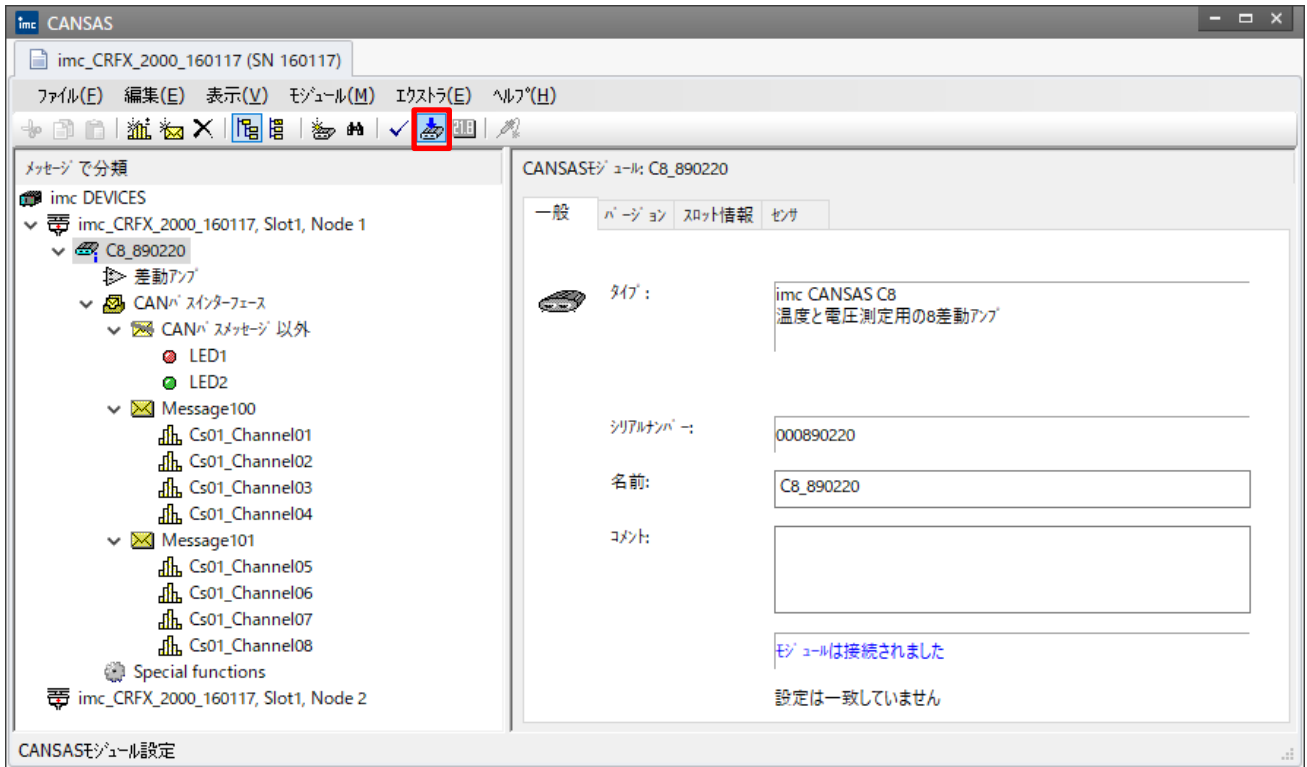 imc CANSAS
imc_CRFX_2000_160117 (SN 160117)
ﾌｧｲﾙ(F) 編集(E) 表示(V) ﾓｼﾞｭｰﾙ(M) ｴｸｽﾄﾗ(E) ﾍﾙﾌﾟ(H)
ﾒｯｾｰｼﾞで分類
imc DEVICES
imc_CRFX_2000_160117, Slot1, Node 1
C8_890220
差動ｱﾝﾌﾟ
CANﾊﾞｽｲﾝﾀｰﾌｪｰｽ
CANﾊﾞｽﾒｯｾｰｼﾞ以外
LED1
LED2
Message100
Cs01_Channel01
Cs01_Channel02
Cs01_Channel03
Cs01_Channel04
Message101
Cs01_Channel05
Cs01_Channel06
Cs01_Channel07
Cs01_Channel08
Special functions
imc_CRFX_2000_160117, Slot1, Node 2
CANSASﾓｼﾞｭｰﾙ: C8_890220
一般 ﾊﾞｰｼﾞｮﾝ ｽﾛｯﾄ情報 ｾﾝｻ
ﾀｲﾌﾟ:
imc CANSAS C8
温度と電圧測定用の8差動ｱﾝﾌﾟ
ｼﾘｱﾙﾅﾝﾊﾞｰ:
000890220
名前:
C8_890220
ｺﾒﾝﾄ:
ﾓｼﾞｭｰﾙは接続されました
設定は一致していません
CANSASﾓｼﾞｭｰﾙ設定